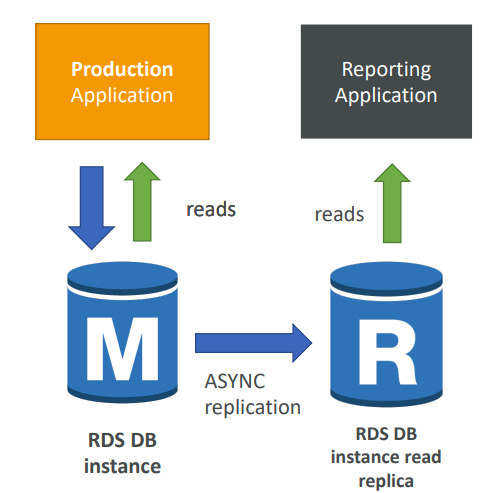 Production
Application
Reporting
Application
reads
reads
M
R
ASYNC
replication
RDS DB
instance
RDS DB
instance read
replica